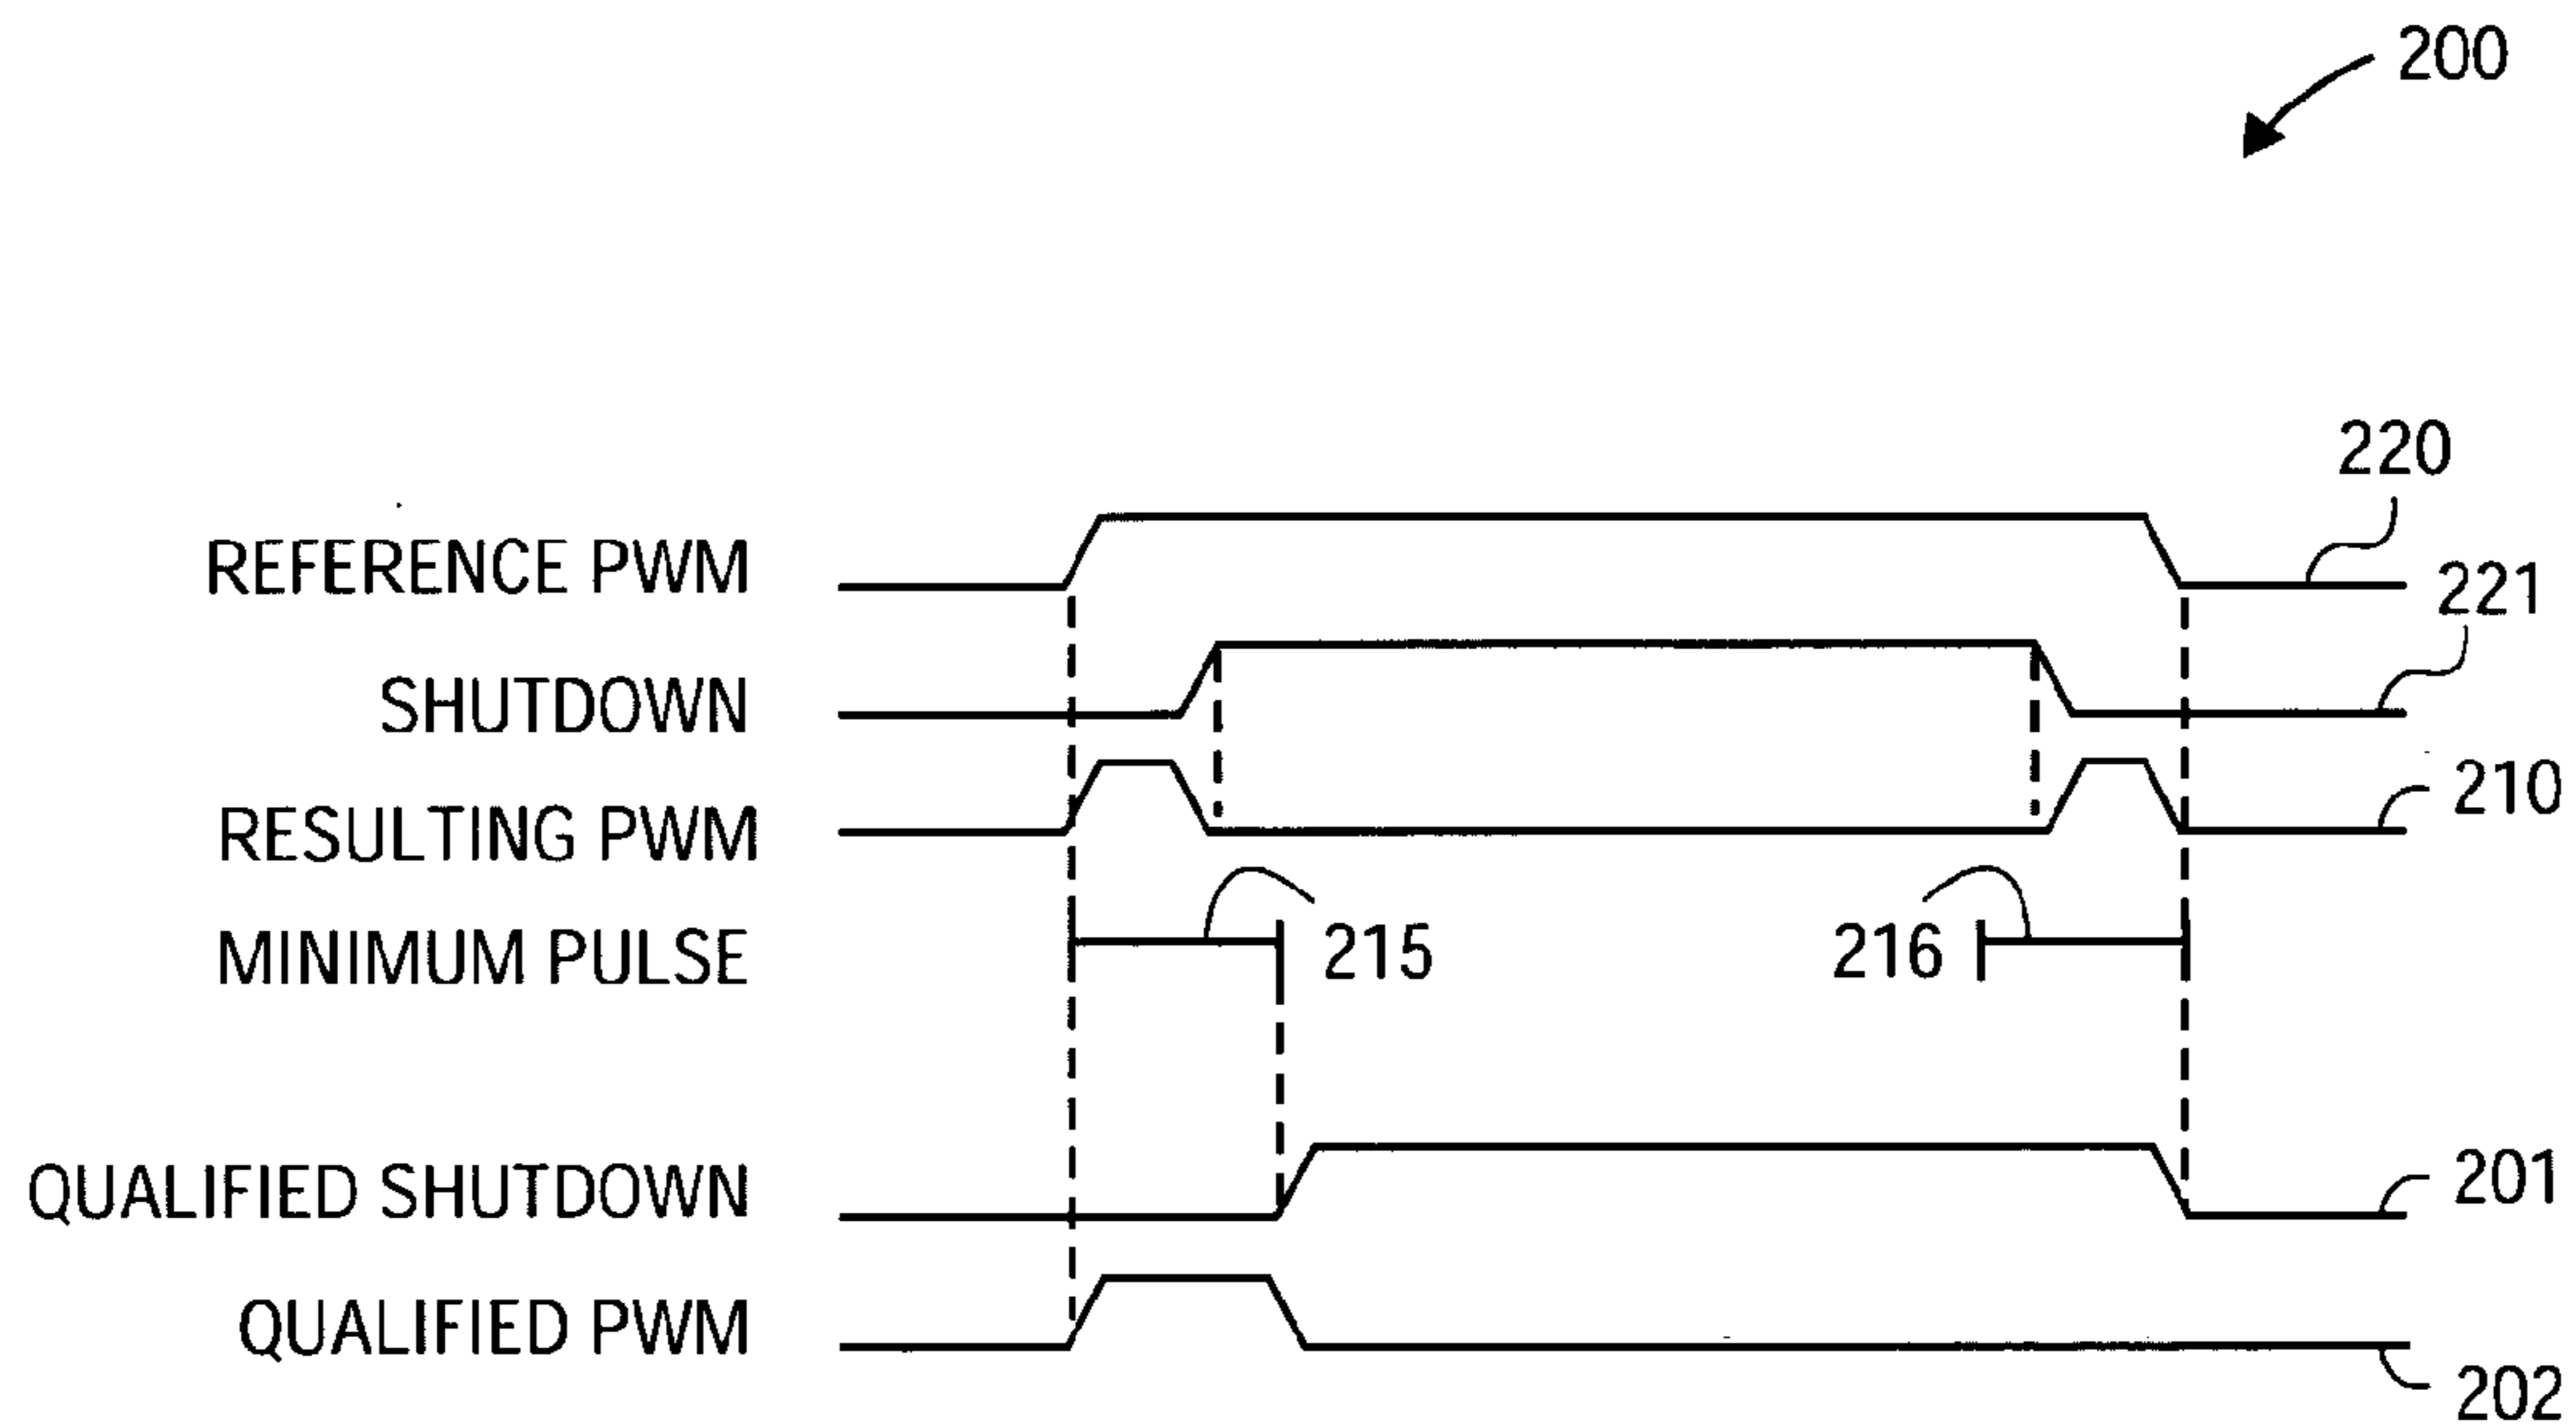 200
220
REFERENCE PWM
221
SHUTDOWN
210
RESULTING PWM
MINIMUM PULSE
215
216
QUALIFIED SHUTDOWN
201
QUALIFIED PWM
202